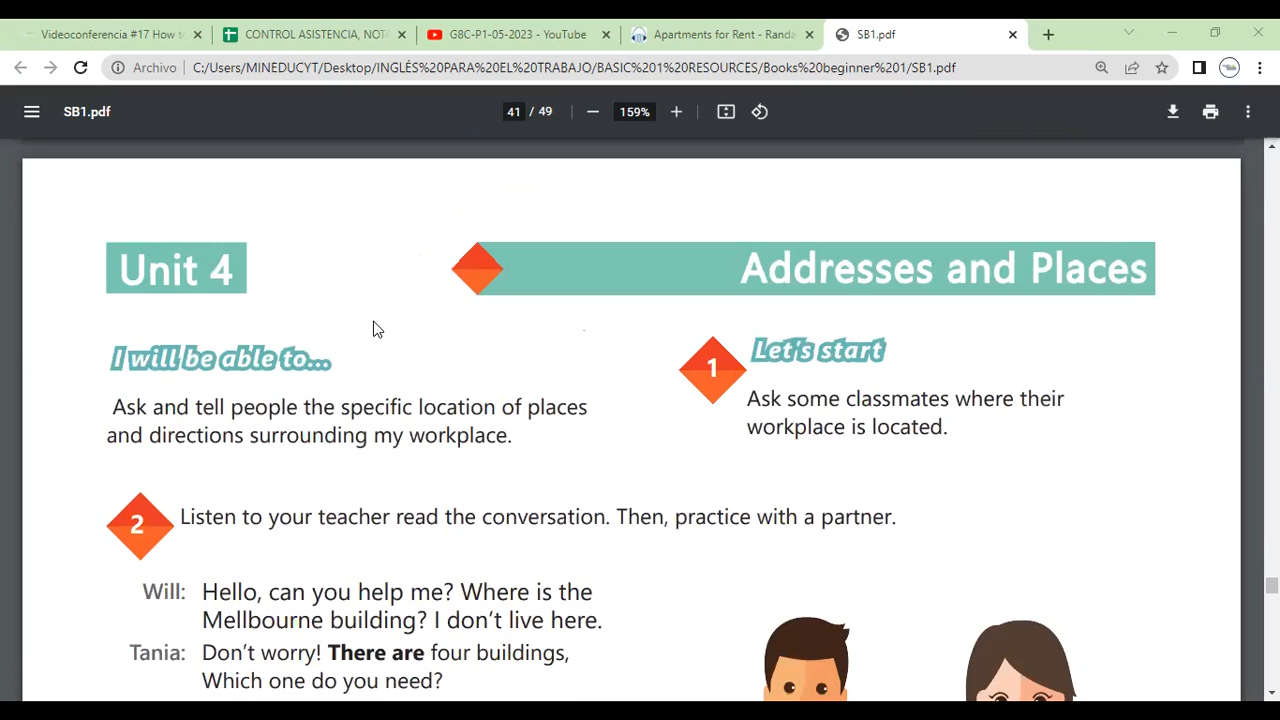 Videoconferencia #17 How to
CONTROL ASISTENCIA, NOT
G8C-P1-05-2023 - YouTube
Apartments for Rent - Randa
SB1.pdf
Archivo
C:/Users/MINEDUCYT/Desktop/INGLÉS%20PARA%20EL%20TRABAJO/BASIC%201%20RESOURCES/Books%20beginner%201/SB1.pdf
SB1.pdf
41 / 49
159%
Unit 4
Addresses and Places
I will be able to...
Ask and tell people the specific location of places
and directions surrounding my workplace.
1
Let's start
Ask some classmates where their
workplace is located.
2
Listen to your teacher read the conversation. Then, practice with a partner.
Will: Hello, can you help me? Where is the
Mellbourne building? I don't live here.
Tania: Don't worry! There are four buildings,
Which one do you need?